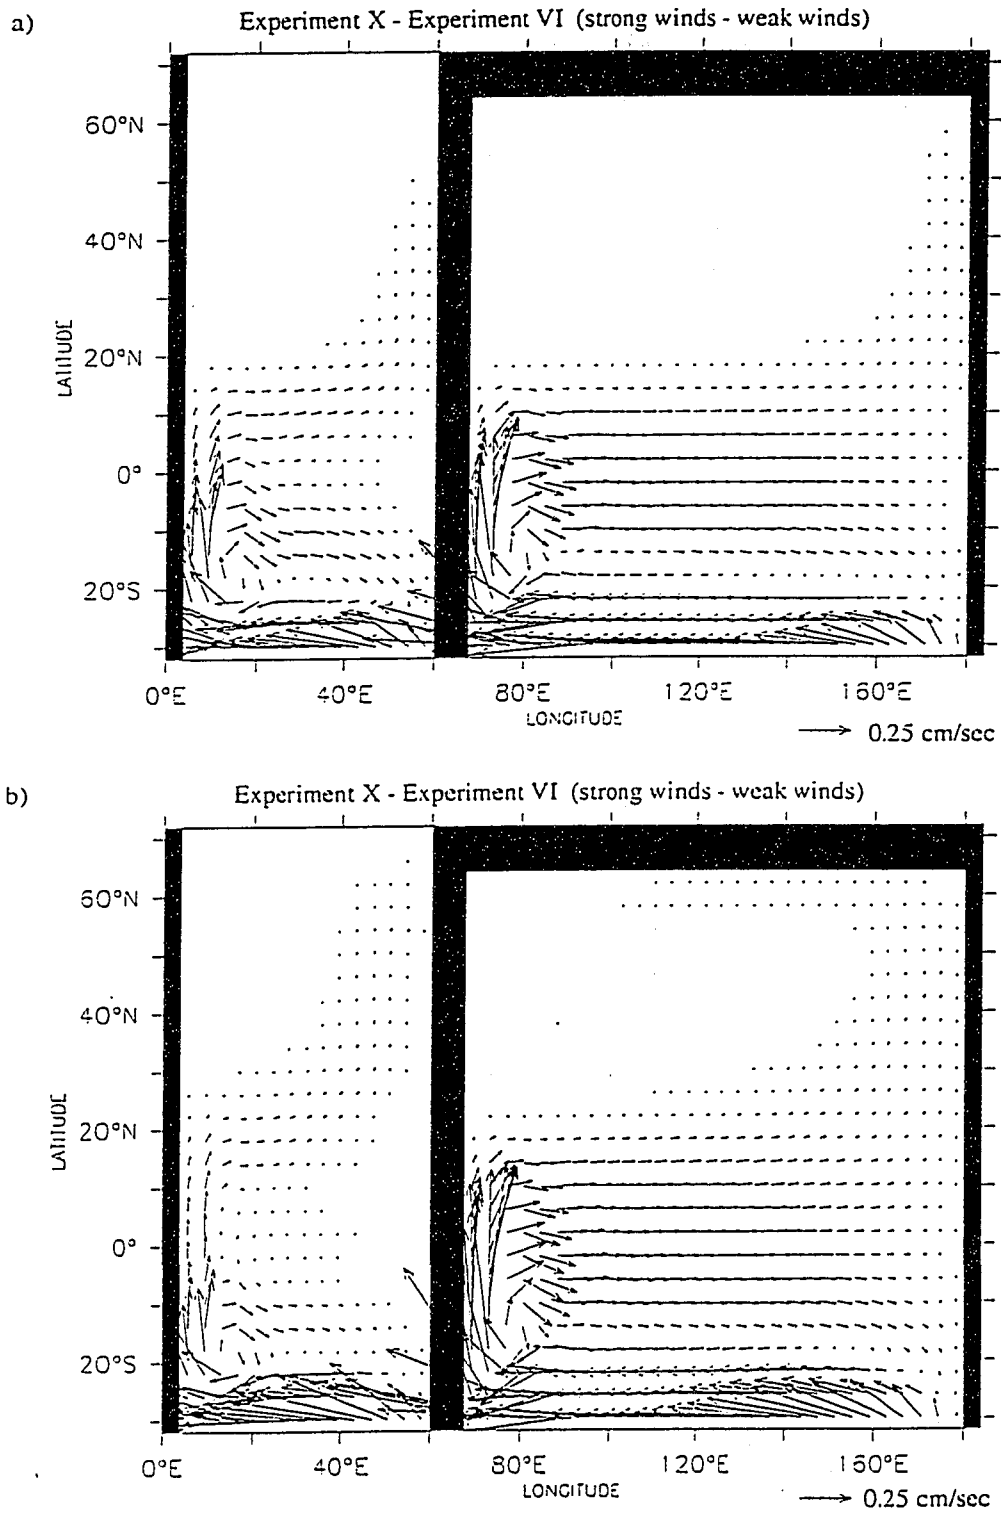 a)
Experiment X - Experiment VI (strong winds - weak winds)
60°N
40°N
20°N
0°
20°S
LATITUDE
0°E 40°E 80°E 120°E 160°E
LONGITUDE
0.25 cm/sec
b)
Experiment X - Experiment VI (strong winds - weak winds)
60°N
40°N
20°N
0°
20°S
LATITUDE
0°E 40°E 80°E 120°E 160°E
LONGITUDE
0.25 cm/sec